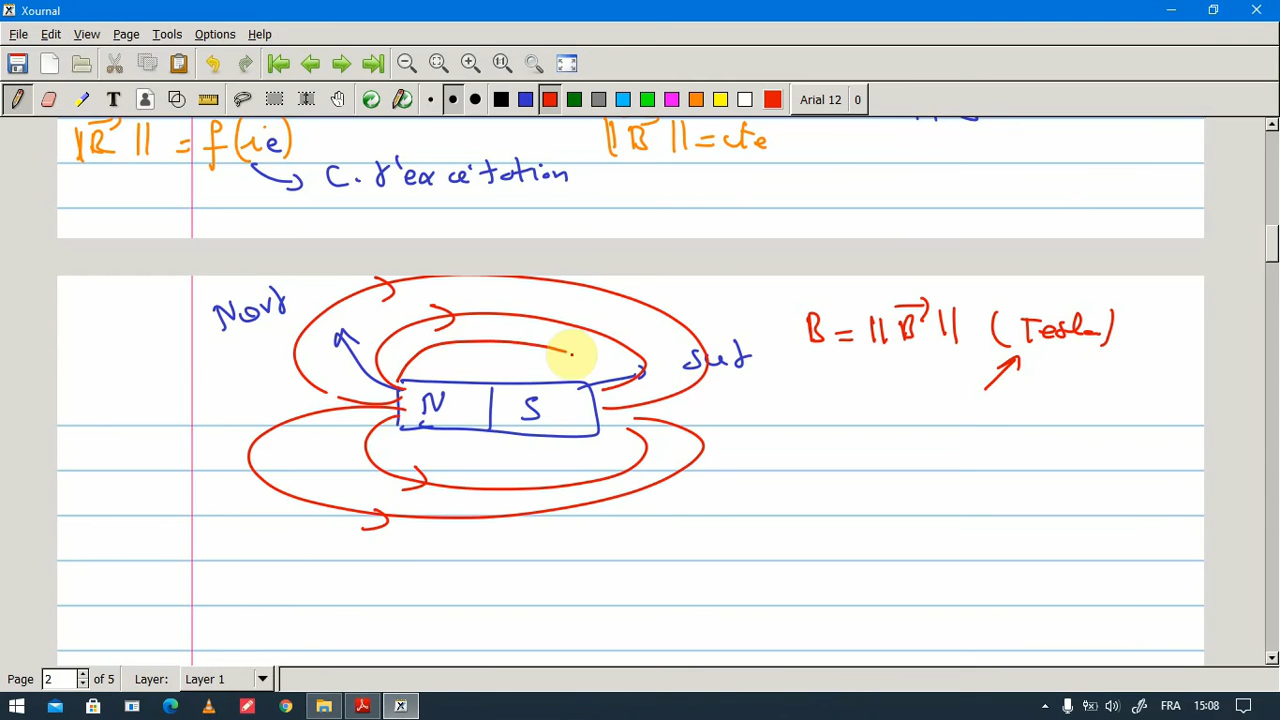 Xournal
File Edit View Page Tools Options Help
Arial 12 0
||B|| = f(ie)
||B|| = cte
C. d'excitation
Nord
B = ||B|| (Tesla)
sud
N S
Page 2 of 5 Layer: Layer 1
FRA 15:08